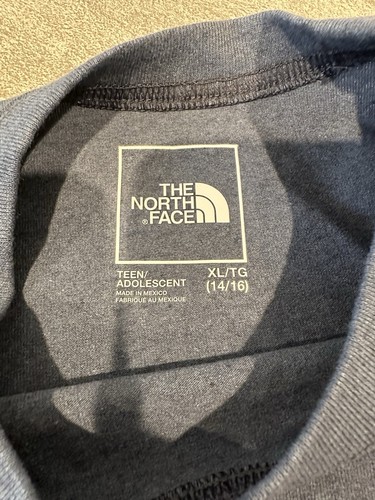 THE
NORTH
®FACE
TEEN/ XL/TG
ADOLESCENT (14/16)
MADE IN MEXICO
FABRIQUÉ AU MEXIQUE